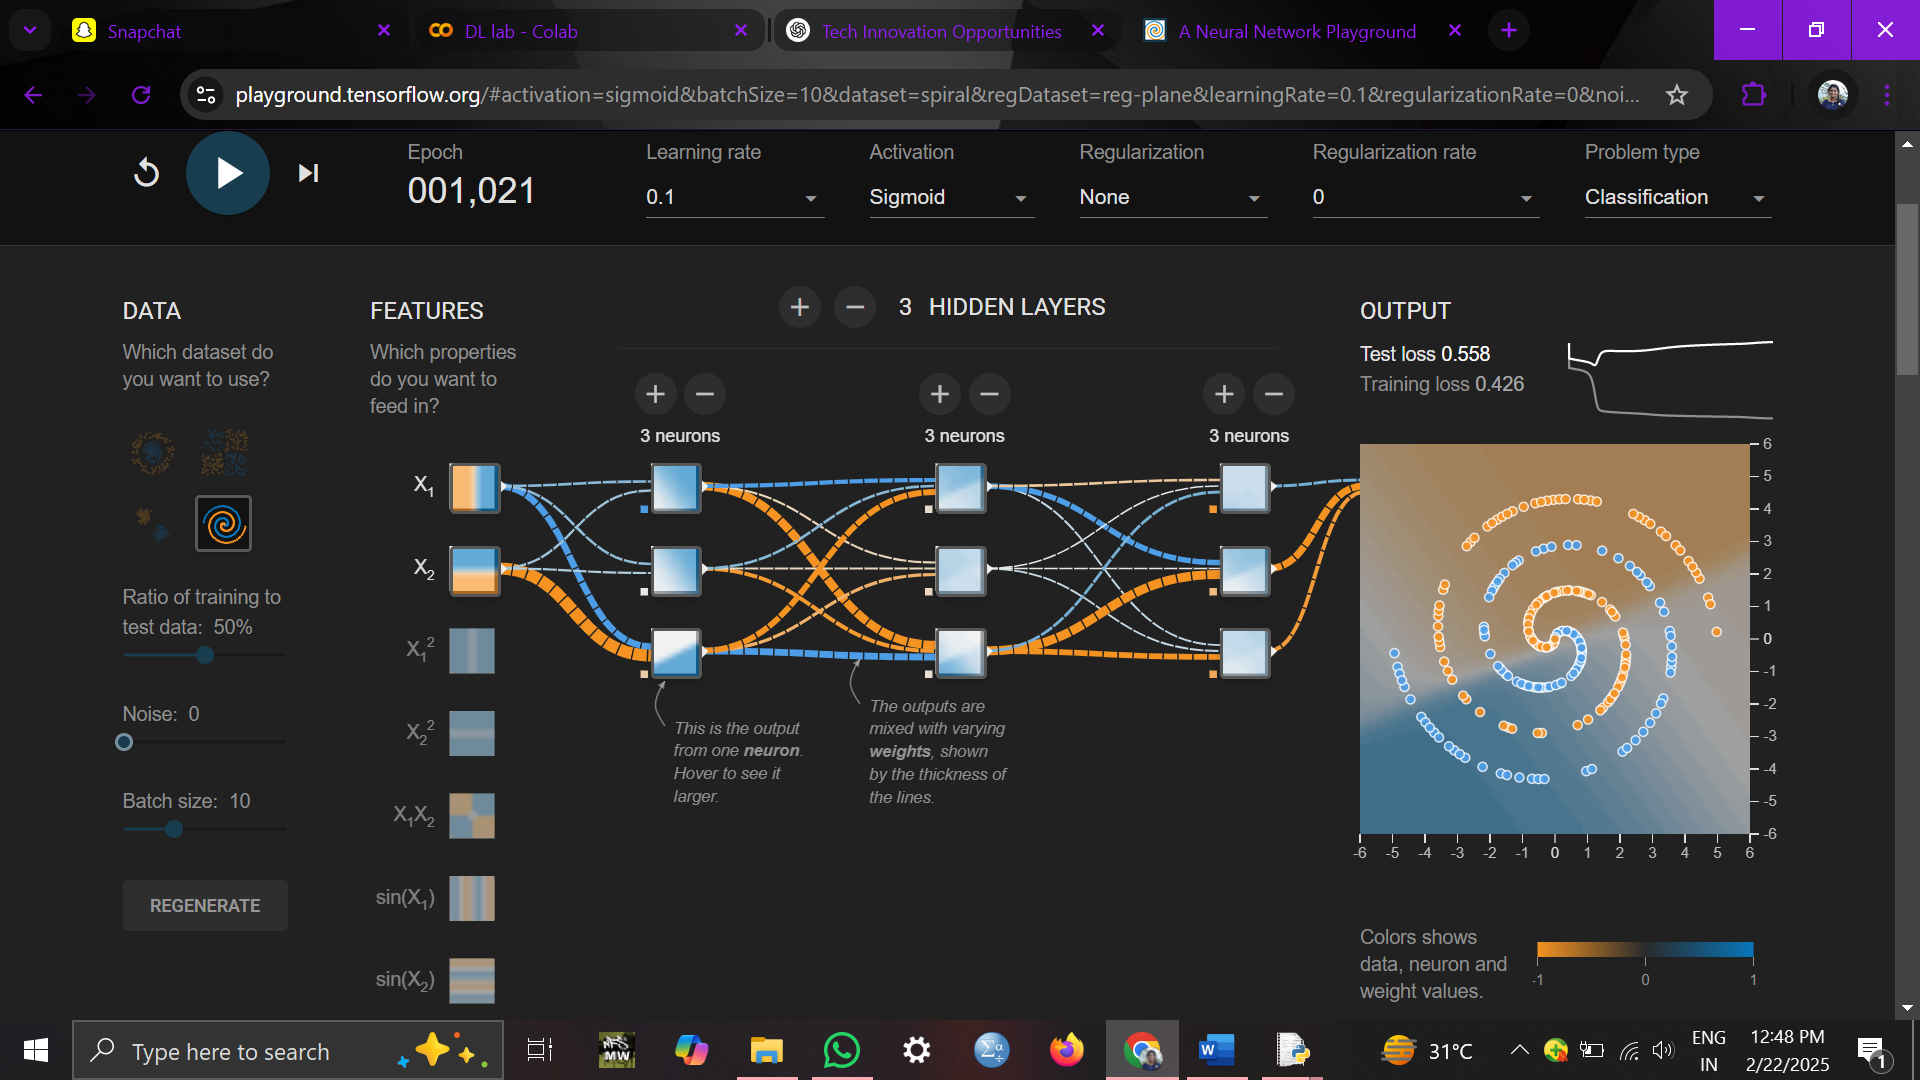 Snapchat
DL lab - Colab
Tech Innovation Opportunities
A Neural Network Playground
playground.tensorflow.org/#activation=sigmoid&batchSize=10&dataset=spiral&regDataset=reg-plane&learningRate=0.1&regularizationRate=0&noi...
Epoch
001,021
Learning rate
0.1
Activation
Sigmoid
Regularization
None
Regularization rate
0
Problem type
Classification
DATA
Which dataset do
you want to use?
Ratio of training to
test data: 50%
Noise: 0
Batch size: 10
REGENERATE
FEATURES
Which properties
do you want to
feed in?
X1
X2
X1²
X2²
X1X2
sin(X1)
sin(X2)
3 HIDDEN LAYERS
3 neurons
3 neurons
3 neurons
This is the output
from one neuron.
Hover to see it
larger.
The outputs are
mixed with varying
weights, shown
by the thickness of
the lines.
OUTPUT
Test loss 0.558
Training loss 0.426
6
5
4
3
2
1
0
-1
-2
-3
-4
-5
-6
-6 -5 -4 -3 -2 -1 0 1 2 3 4 5 6
Colors shows
data, neuron and
weight values.
-1 0 1
Type here to search
MW
Σα
W
31°C
ENG
IN
12:48 PM
2/22/2025
1